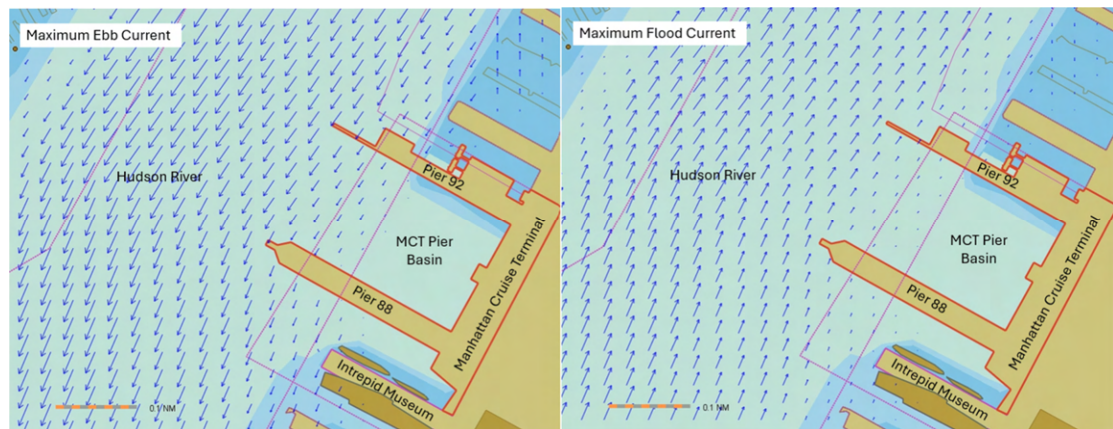 Maximum Ebb Current
Hudson River
Pier 92
MCT Pier
Basin
Pier 88
Manhattan Cruise Terminal
Intrepid Museum
0.1 NM
Maximum Flood Current
Hudson River
Pier 92
MCT Pier
Basin
Pier 88
Manhattan Cruise Terminal
Intrepid Museum
0.1 NM